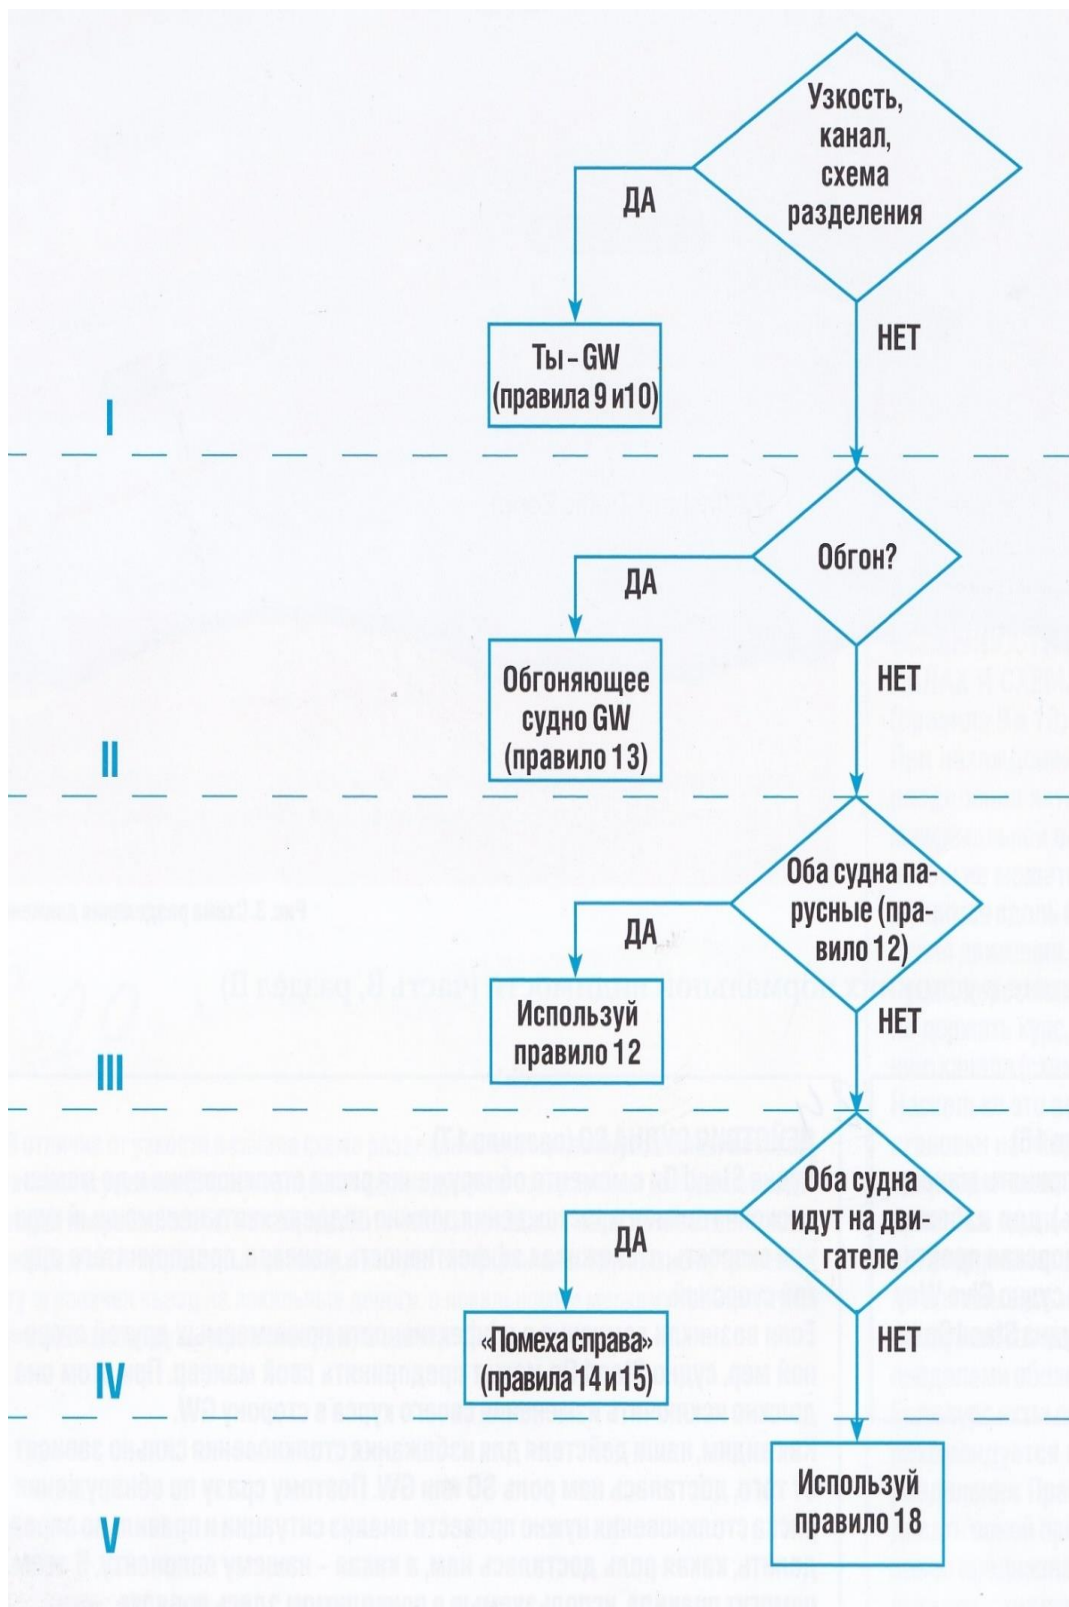 Узкость,
канал,
схема
разделения
ДА
НЕТ
Ты – GW
(правила 9 и10)
I
Обгон?
ДА
НЕТ
Обгоняющее
судно GW
(правило 13)
II
Оба судна па-
русные (пра-
вило 12)
ДА
НЕТ
Используй
правило 12
III
Оба судна
идут на дви-
гателе
ДА
НЕТ
«Помеха справа»
(правила 14 и 15)
IV
Используй
правило 18
V